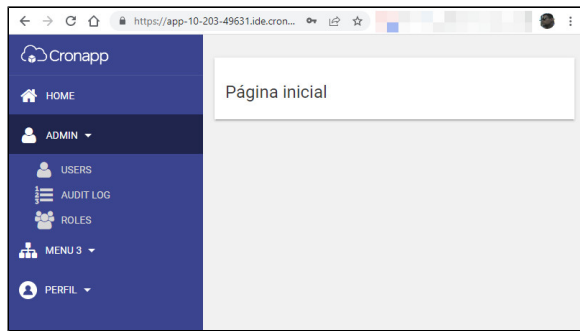 https://app-10-203-49631.ide.cron...
Cronapp
HOME
Página inicial
ADMIN
USERS
AUDIT LOG
ROLES
MENU 3
PERFIL